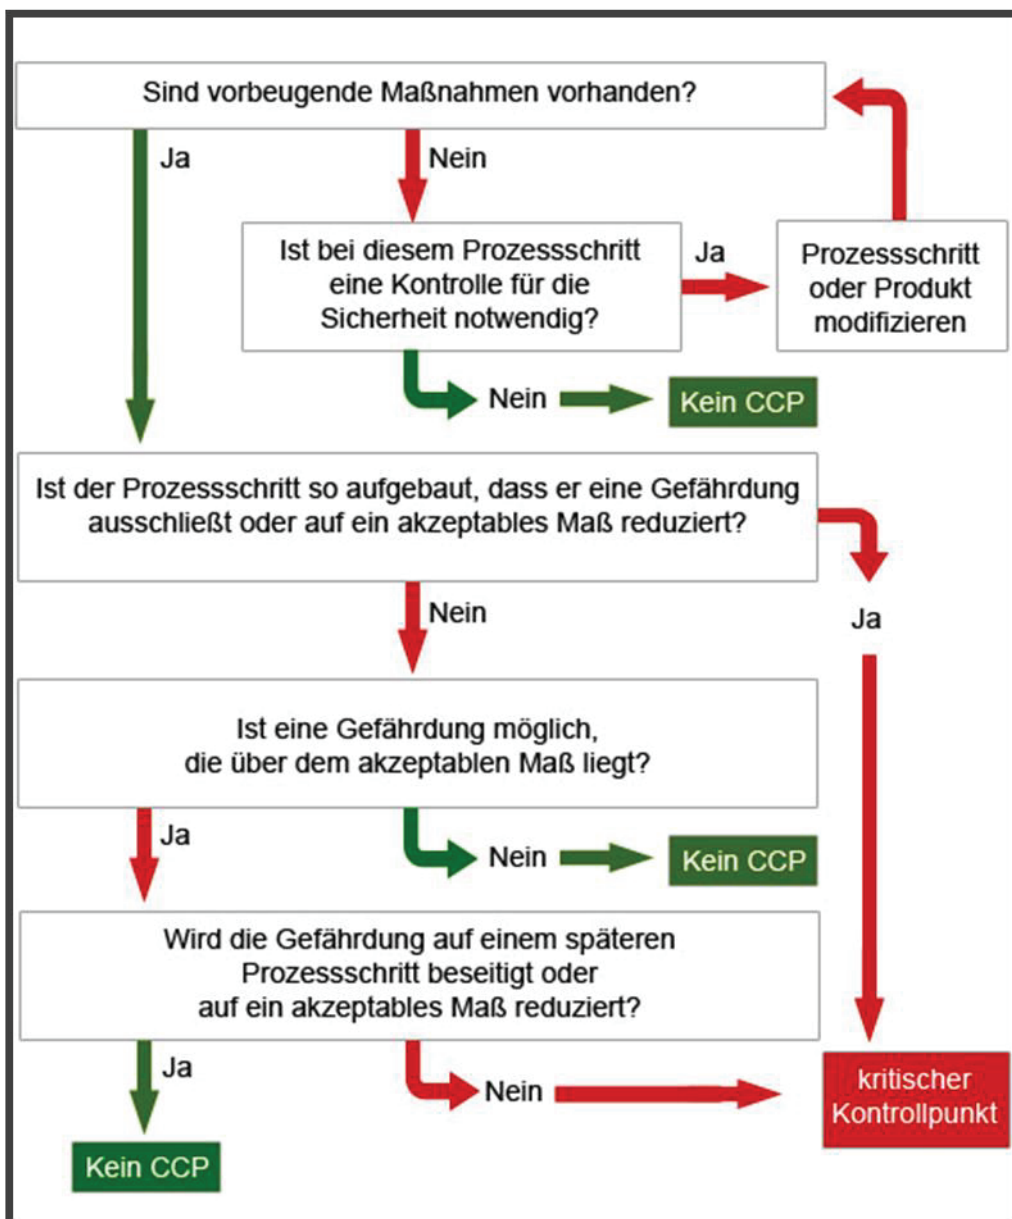 Sind vorbeugende Maßnahmen vorhanden?
Ja
Nein
Ist bei diesem Prozessschritt
eine Kontrolle für die
Sicherheit notwendig?
Ja
Prozessschritt
oder Produkt
modifizieren
Nein
Kein CCP
Ist der Prozessschritt so aufgebaut, dass er eine Gefährdung
ausschließt oder auf ein akzeptables Maß reduziert?
Nein
Ja
Ist eine Gefährdung möglich,
die über dem akzeptablen Maß liegt?
Ja
Nein
Kein CCP
Wird die Gefährdung auf einem späteren
Prozessschritt beseitigt oder
auf ein akzeptables Maß reduziert?
Ja
Nein
kritischer
Kontrollpunkt
Kein CCP